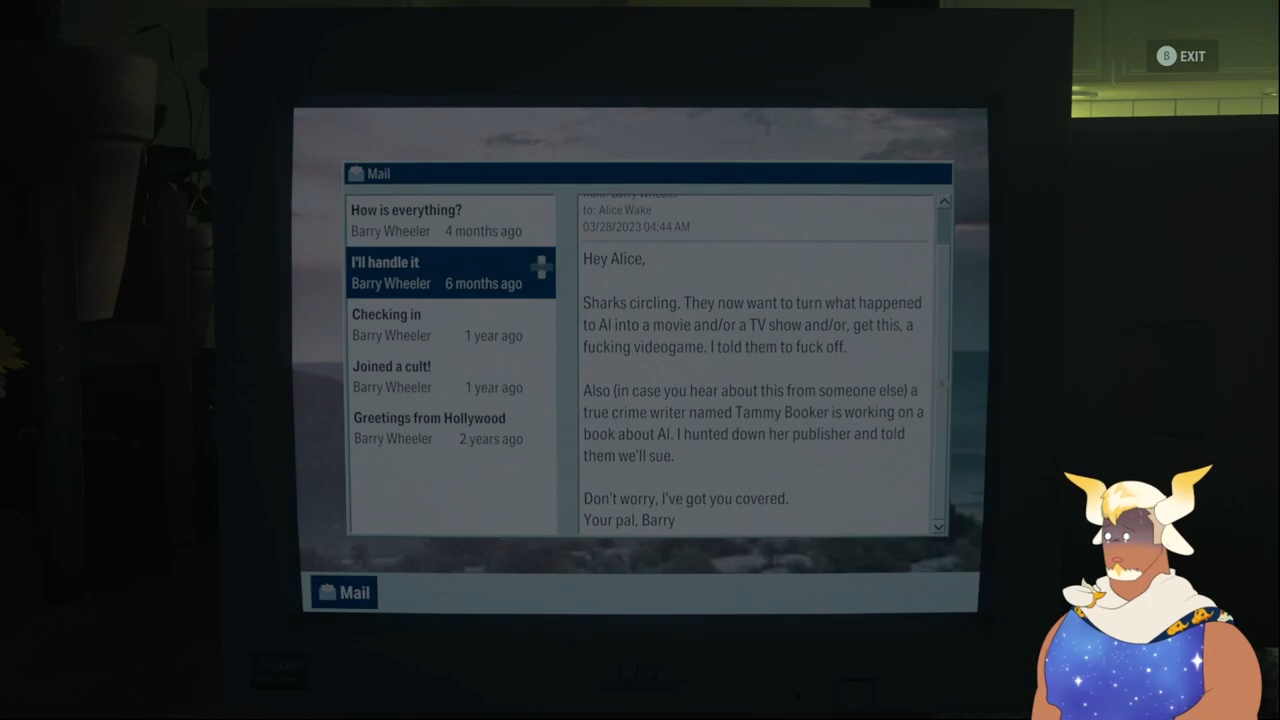 B EXIT
Mail
How is everything?
Barry Wheeler 4 months ago
I'll handle it
Barry Wheeler 6 months ago
Checking in
Barry Wheeler 1 year ago
Joined a cult!
Barry Wheeler 1 year ago
Greetings from Hollywood
Barry Wheeler 2 years ago
from: Barry Wheeler
to: Alice Wake
03/28/2023 04:44 AM
Hey Alice,
Sharks circling. They now want to turn what happened
to Al into a movie and/or a TV show and/or, get this, a
fucking videogame. I told them to fuck off.
Also (in case you hear about this from someone else) a
true crime writer named Tammy Booker is working on a
book about Al. I hunted down her publisher and told
them we'll sue.
Don't worry, I've got you covered.
Your pal, Barry
Mail